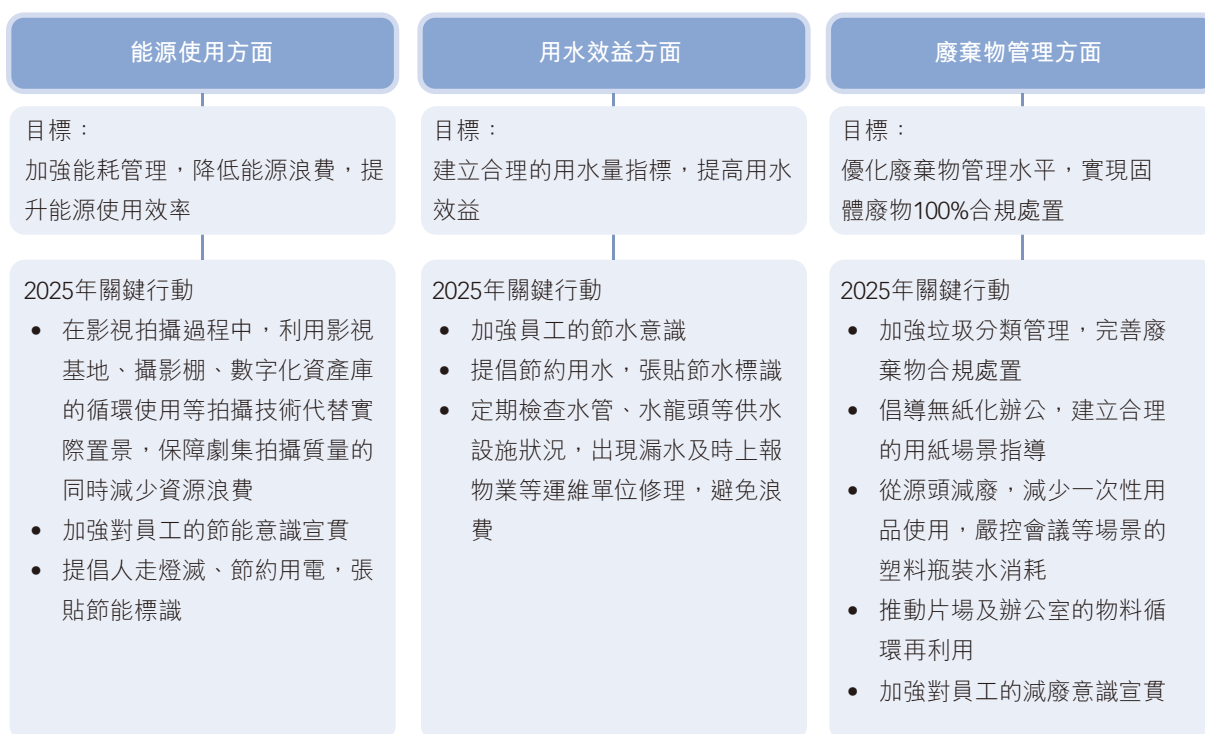 能源使用方面
目標：
加強能耗管理，降低能源浪費，提
升能源使用效率
2025年關鍵行動
• 在影視拍攝過程中，利用影視
基地、攝影棚、數字化資產庫
的循環使用等拍攝技術代替實
際置景，保障劇集拍攝質量的
同時減少資源浪費
• 加強對員工的節能意識宣貫
• 提倡人走燈滅、節約用電，張
貼節能標識
用水效益方面
目標：
建立合理的用水量指標，提高用水
效益
2025年關鍵行動
• 加強員工的節水意識
• 提倡節約用水，張貼節水標識
• 定期檢查水管、水龍頭等供水
設施狀況，出現漏水及時上報
物業等運維單位修理，避免浪
費
廢棄物管理方面
目標：
優化廢棄物管理水平，實現固
體廢物100%合規處置
2025年關鍵行動
• 加強垃圾分類管理，完善廢
棄物合規處置
• 倡導無紙化辦公，建立合理
的用紙場景指導
• 從源頭減廢，減少一次性用
品使用，嚴控會議等場景的
塑料瓶裝水消耗
• 推動片場及辦公室的物料循
環再利用
• 加強對員工的減廢意識宣貫